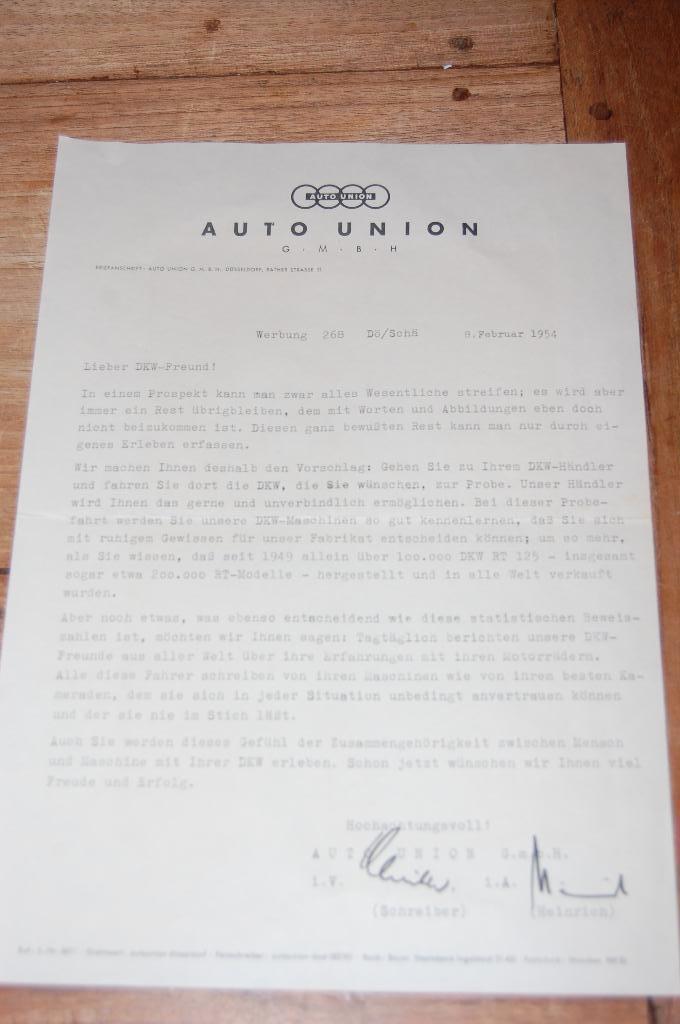 AUTO UNION
AUTO UNION
G · M · B · H
BRIEFANSCHRIFT: AUTO UNION G. M. B. H. DÜSSELDORF, RATHER STRASSE 51
Werbung 268 Dö/Schä 8.Februar 1954
Lieber DKW-Freund!
In einem Prospekt kann man zwar alles Wesentliche streifen; es wird aber
immer ein Rest übrigbleiben, dem mit Worten und Abbildungen eben doch
nicht beizukommen ist. Diesen ganz bewußten Rest kann man nur durch ei-
genes Erleben erfassen.
Wir machen Ihnen deshalb den Vorschlag: Gehen Sie zu Ihrem DKW-Händler
und fahren Sie dort die DKW, die Sie wünschen, zur Probe. Unser Händler
wird Ihnen das gerne und unverbindlich ermöglichen. Bei dieser Probe-
fahrt werden Sie unsere DKW-Maschinen so gut kennenlernen, daß Sie sich
mit ruhigem Gewissen für unser Fabrikat entscheiden können; um so mehr,
als Sie wissen, daß seit 1949 allein über 100.000 DKW RT 125 - insgesamt
sogar etwa 200.000 RT-Modelle - hergestellt und in alle Welt verkauft
wurden.
Aber noch etwas, was ebenso entscheidend wie diese statistischen Beweis-
zahlen ist, möchten wir Ihnen sagen: Tagtäglich berichten unsere DKW-
Freunde aus aller Welt über ihre Erfahrungen mit ihren Motorrädern.
Alle diese Fahrer schreiben von ihren Maschinen wie von ihrem besten Ka-
meraden, dem sie sich in jeder Situation unbedingt anvertrauen können
und der sie nie im Stich läßt.
Auch Sie werden dieses Gefühl der Zusammengehörigkeit zwischen Mensch
und Maschine mit Ihrer DKW erleben. Schon jetzt wünschen wir Ihnen viel
Freude und Erfolg.
Hochachtungsvoll!
AUTO UNION G.m.b.H.
i.V. i.A.
(Schreiber) (Heinrich)